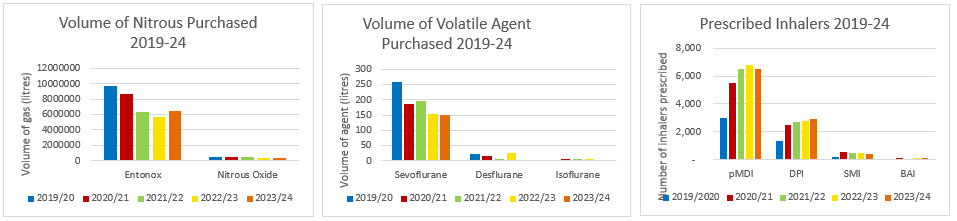 Volume of Nitrous Purchased
2019-24
Volume of gas (litres)
12000000
10000000
8000000
6000000
4000000
2000000
0
Entonox
Nitrous Oxide
2019/20 2020/21 2021/22 2022/23 2023/24
Volume of Volatile Agent
Purchased 2019-24
Volume of agent (litres)
300
250
200
150
100
50
0
Sevoflurane
Desflurane
Isoflurane
2019/20 2020/21 2021/22 2022/23 2023/24
Prescribed Inhalers 2019-24
Number of inhalers prescribed
8,000
6,000
4,000
2,000
-
pMDI
DPI
SMI
BAI
2019/2020 2020/21 2021/22 2022/23 2023/24